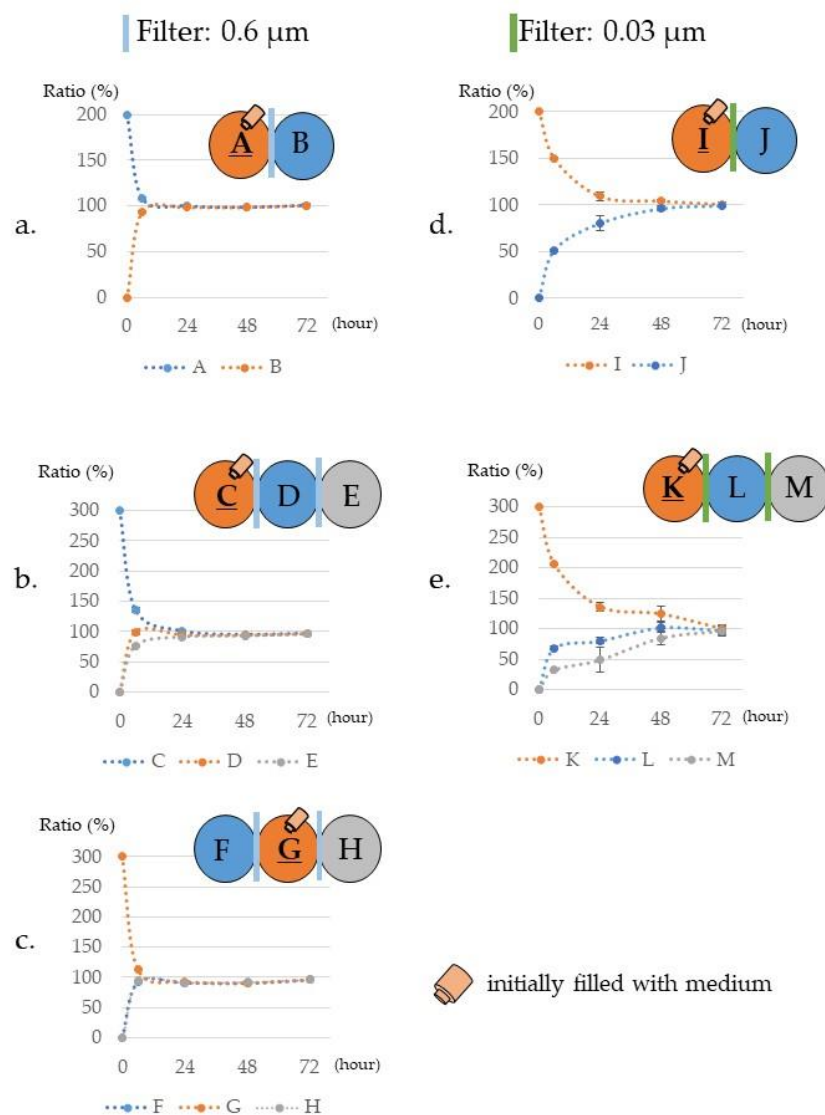 Filter: 0.6 μm
Filter: 0.03 μm
a.
Ratio (%)
200
150
100
50
0
0 24 48 72 (hour)
A B
A B
d.
Ratio (%)
200
150
100
50
0
0 24 48 72 (hour)
I J
I J
b.
Ratio (%)
300
250
200
150
100
50
0
0 24 48 72 (hour)
C D E
C D E
e.
Ratio (%)
300
250
200
150
100
50
0
0 24 48 72 (hour)
K L M
K L M
c.
Ratio (%)
300
250
200
150
100
50
0
0 24 48 72 (hour)
F G H
F G H
initially filled with medium